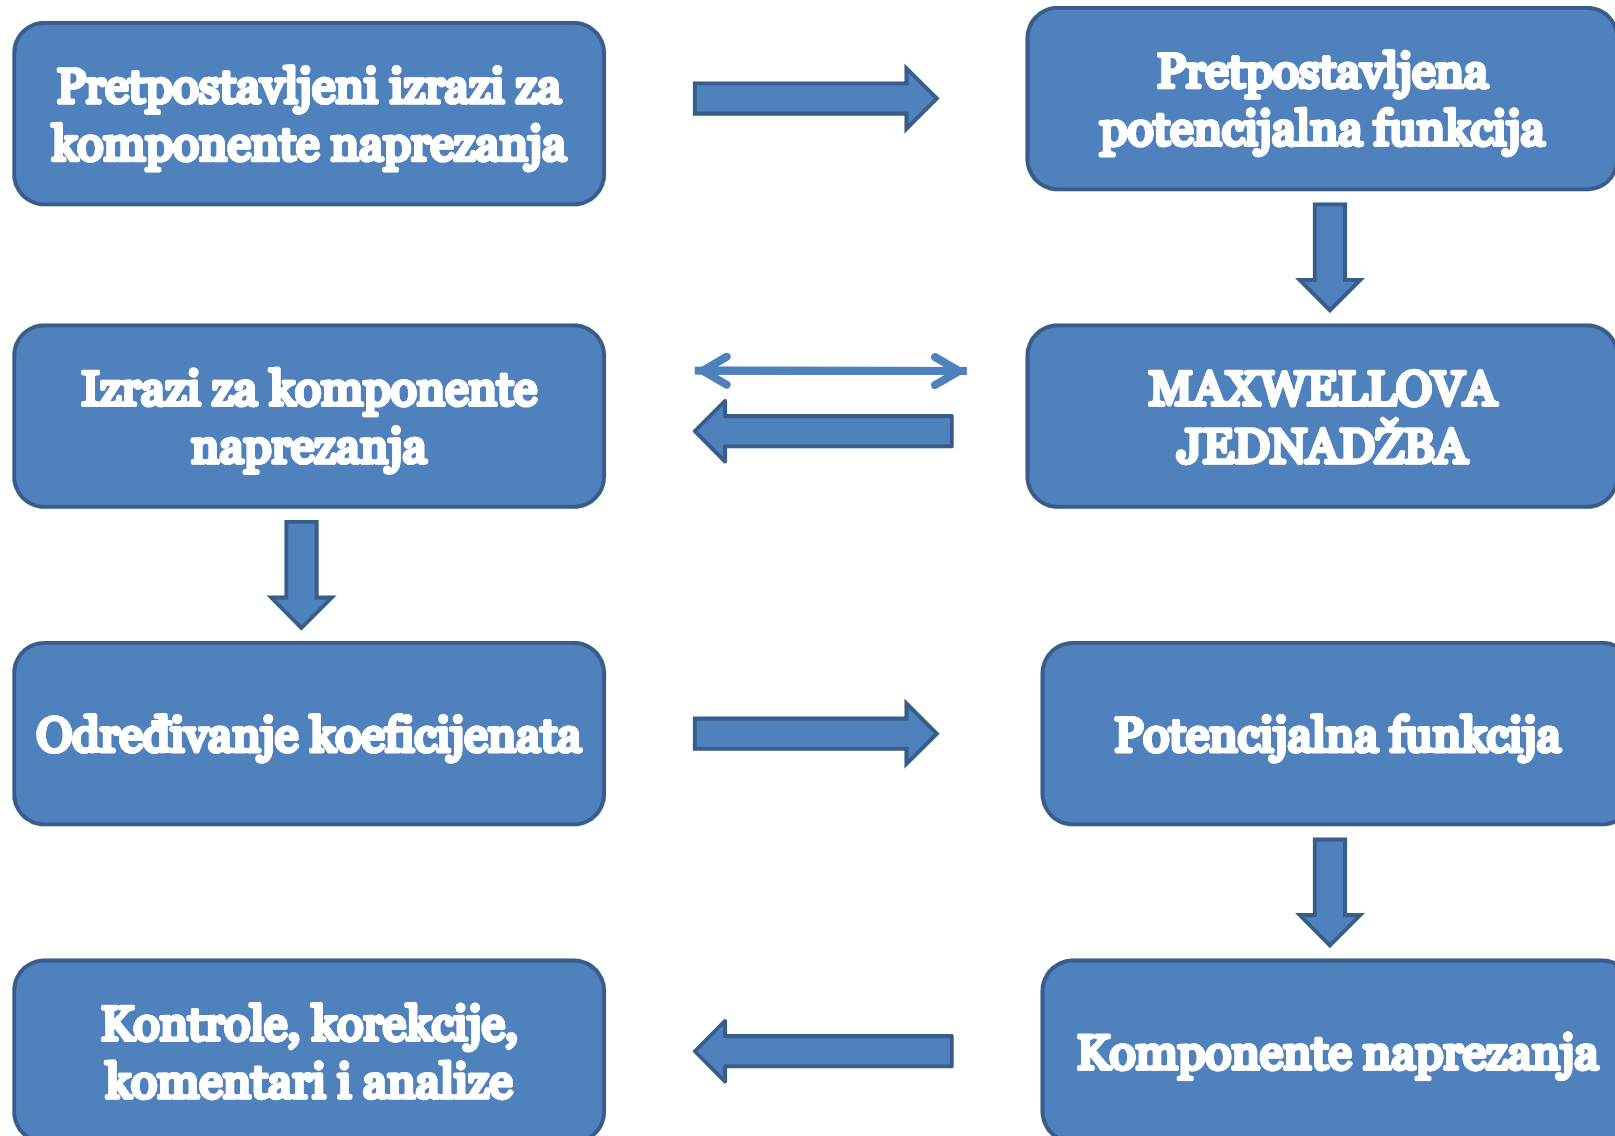 Pretpostavljeni izrazi za
komponente naprezanja
Pretpostavljena
potencijalna funkcija
Izrazi za komponente
naprezanja
MAXWELLOVA
JEDNADŽBA
Određivanje koeficijenata
Potencijalna funkcija
Kontrole, korekcije,
komentari i analize
Komponente naprezanja